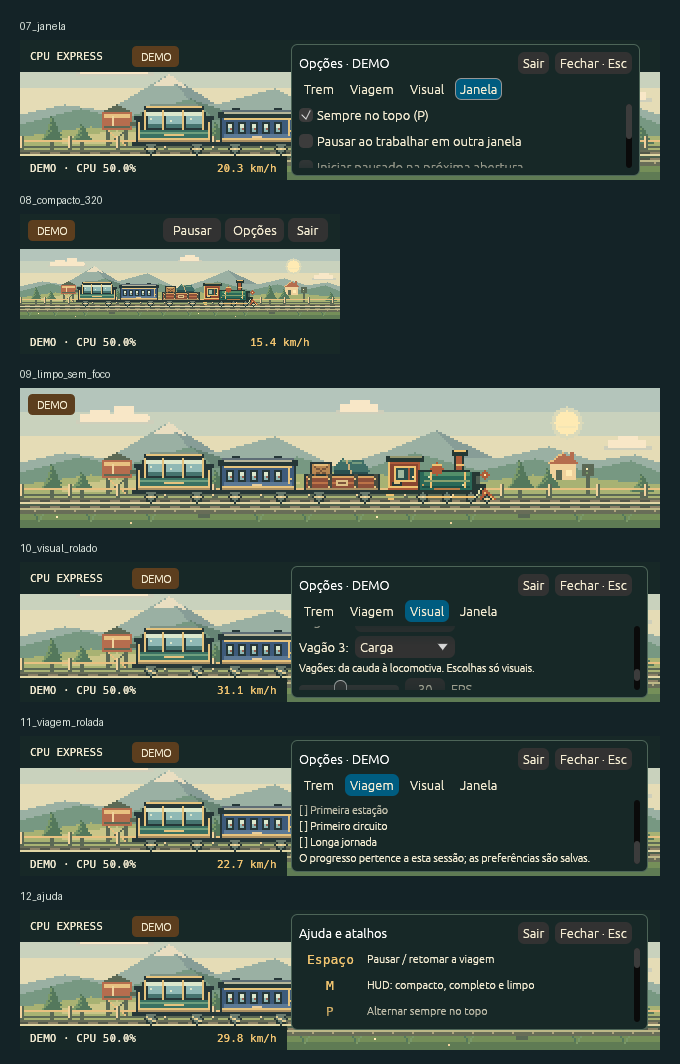 07_janela
CPU EXPRESS DEMO
Opções · DEMO Sair Fechar · Esc
Trem Viagem Visual Janela
Sempre no topo (P)
Pausar ao trabalhar em outra janela
Iniciar pausado na próxima abertura
DEMO · CPU 50.0% 20.3 km/h
08_compacto_320
DEMO Pausar Opções Sair
DEMO · CPU 50.0% 15.4 km/h
09_limpo_sem_foco
DEMO
10_visual_rolado
CPU EXPRESS DEMO
Opções · DEMO Sair Fechar · Esc
Trem Viagem Visual Janela
Vagão 3: Carga
Vagões: da cauda à locomotiva. Escolhas só visuais.
30 FPS
DEMO · CPU 50.0% 31.1 km/h
11_viagem_rolada
CPU EXPRESS DEMO
Opções · DEMO Sair Fechar · Esc
Trem Viagem Visual Janela
[ ] Primeira estação
[ ] Primeiro circuito
[ ] Longa jornada
O progresso pertence a esta sessão; as preferências são salvas.
DEMO · CPU 50.0% 22.7 km/h
12_ajuda
CPU EXPRESS DEMO
Ajuda e atalhos Sair Fechar · Esc
Espaço Pausar / retomar a viagem
M HUD: compacto, completo e limpo
P Alternar sempre no topo
DEMO · CPU 50.0% 29.8 km/h